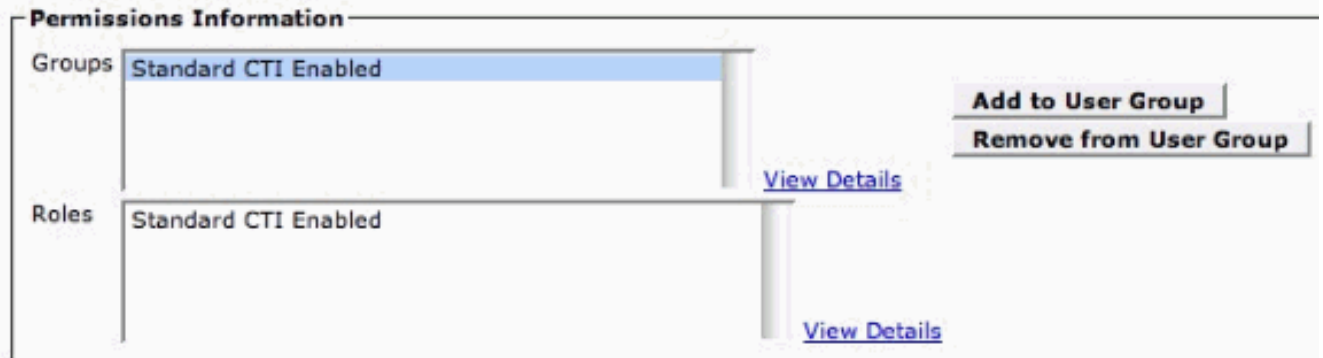 Permissions Information
Groups
Standard CTI Enabled
Add to User Group
Remove from User Group
View Details
Roles
Standard CTI Enabled
View Details